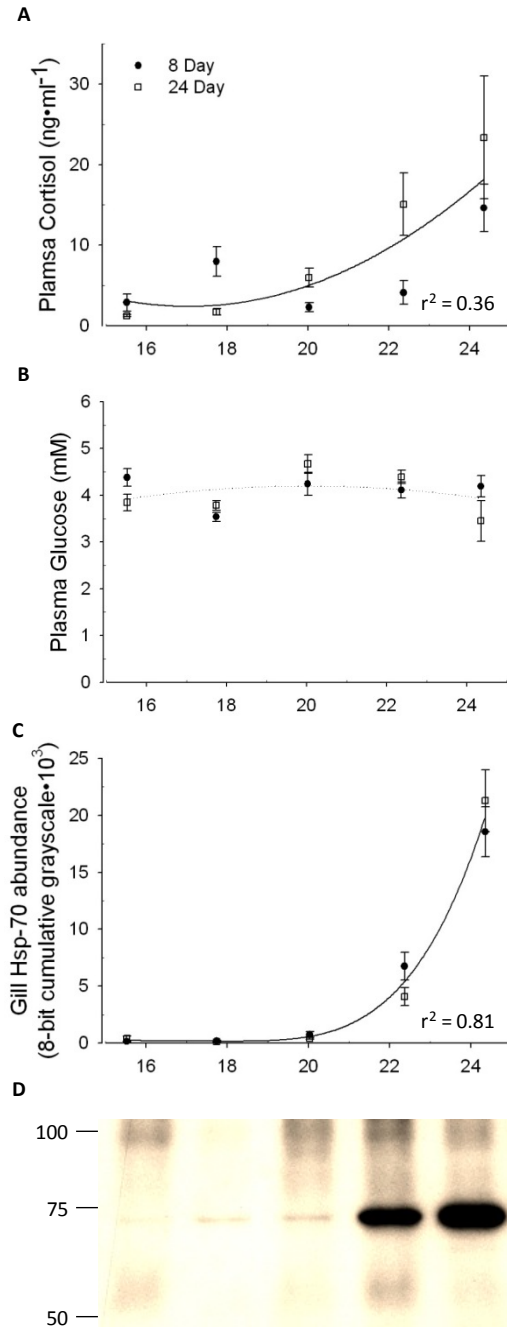 A
Plamsa Cortisol (ng•ml⁻¹)
8 Day
24 Day
30
20
10
0
r² = 0.36
16 18 20 22 24
B
Plasma Glucose (mM)
6
5
4
3
2
1
0
16 18 20 22 24
C
Gill Hsp-70 abundance
(8-bit cumulative grayscale•10³)
25
20
15
10
5
0
r² = 0.81
16 18 20 22 24
D
100
75
50